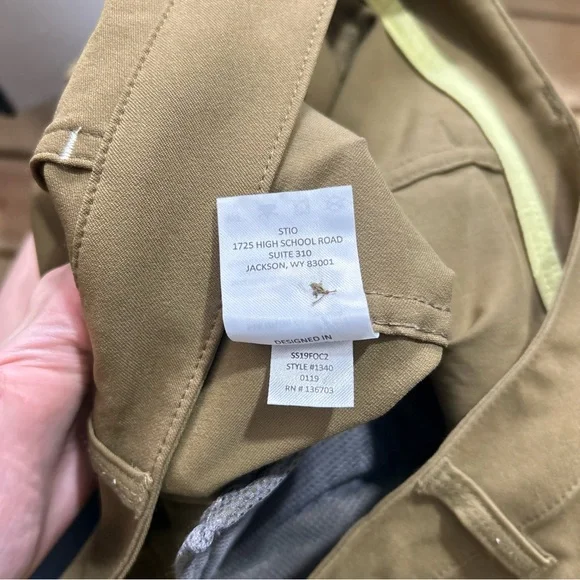 STIO
1725 HIGH SCHOOL ROAD
SUITE 310
JACKSON, WY 83001
DESIGNED IN
SS19FOC2
STYLE #1340
0119
RN # 136703